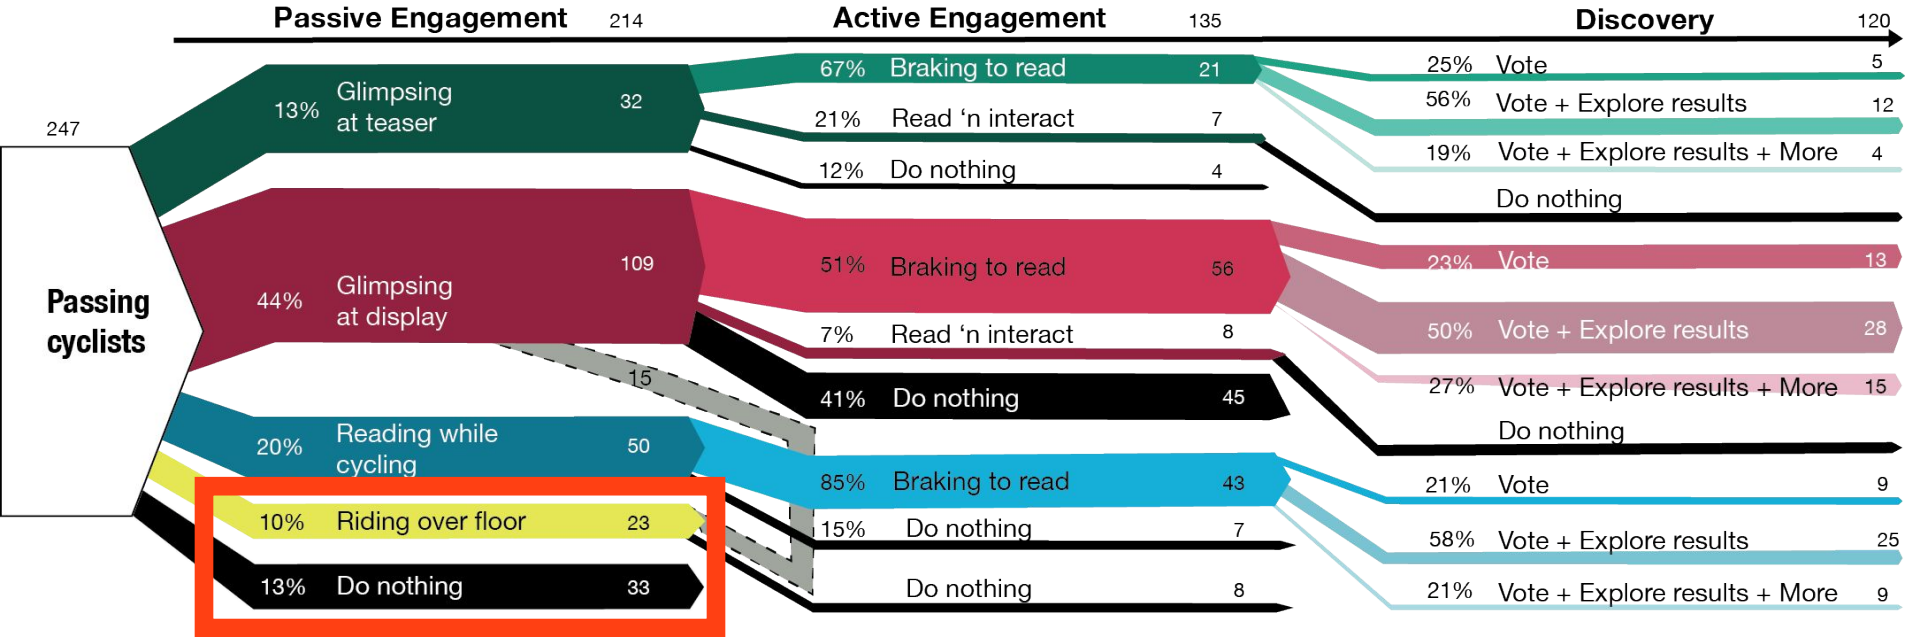 Passive Engagement 214 Active Engagement 135 Discovery 120
247
Passing
cyclists
13% Glimpsing
at teaser 32
44% Glimpsing
at display 109
15
20% Reading while
cycling 50
10% Riding over floor 23
13% Do nothing 33
67% Braking to read 21
21% Read ‘n interact 7
12% Do nothing 4
51% Braking to read 56
7% Read ‘n interact 8
41% Do nothing 45
85% Braking to read 43
15% Do nothing 7
Do nothing 8
25% Vote 5
56% Vote + Explore results 12
19% Vote + Explore results + More 4
Do nothing
23% Vote 13
50% Vote + Explore results 28
27% Vote + Explore results + More 15
Do nothing
21% Vote 9
58% Vote + Explore results 25
21% Vote + Explore results + More 9